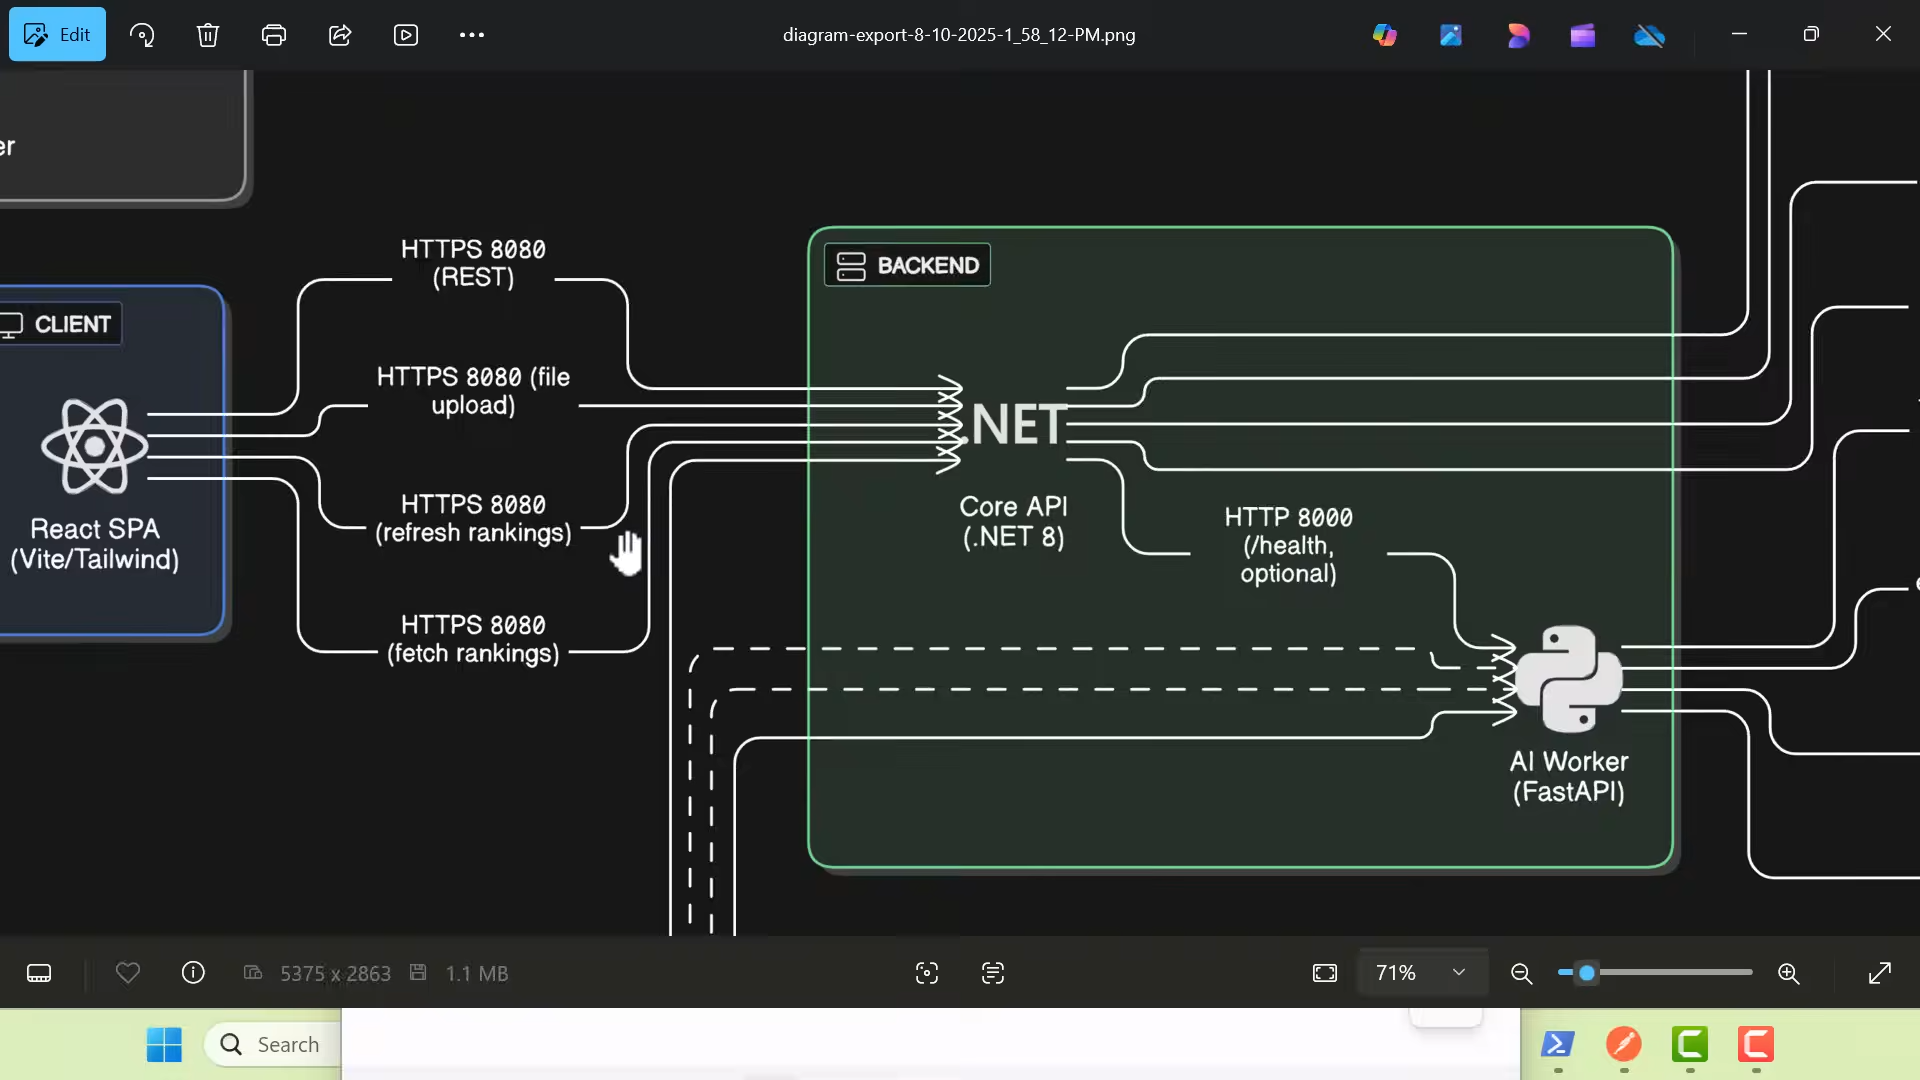 Edit
diagram-export-8-10-2025-1_58_12-PM.png
er
HTTPS 8080
(REST)
BACKEND
CLIENT
HTTPS 8080 (file
upload)
.NET
HTTPS 8080
(refresh rankings)
Core API
(.NET 8)
HTTP 8000
(/health,
optional)
React SPA
(Vite/Tailwind)
HTTPS 8080
(fetch rankings)
AI Worker
(FastAPI)
5375 x 2863
1.1 MB
71%
Search